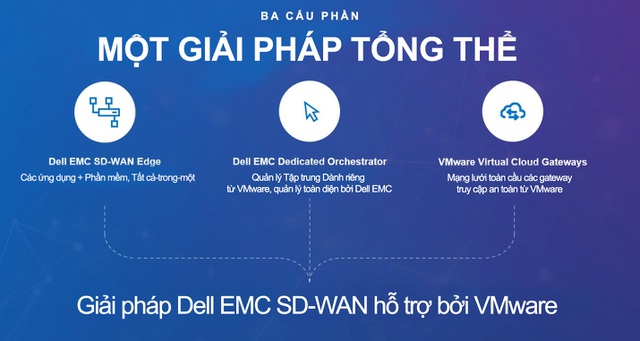 BA CẤU PHẦN
MỘT GIẢI PHÁP TỔNG THỂ
Dell EMC SD-WAN Edge
Các ứng dụng + Phần mềm, Tất cả-trong-một
Dell EMC Dedicated Orchestrator
Quản lý Tập trung Dành riêng
từ VMware, quản lý toàn diện bởi Dell EMC
VMware Virtual Cloud Gateways
Mạng lưới toàn cầu các gateway
truy cập an toàn từ VMware
Giải pháp Dell EMC SD-WAN hỗ trợ bởi VMware